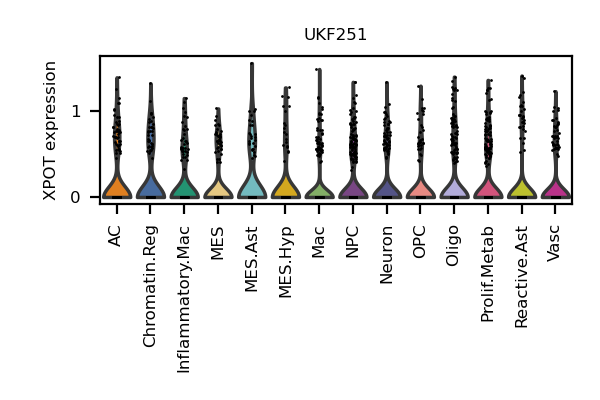 UKF251
XPOT expression
1
0
AC
Chromatin.Reg
Inflammatory.Mac
MES
MES.Ast
MES.Hyp
Mac
NPC
Neuron
OPC
Oligo
Prolif.Metab
Reactive.Ast
Vasc